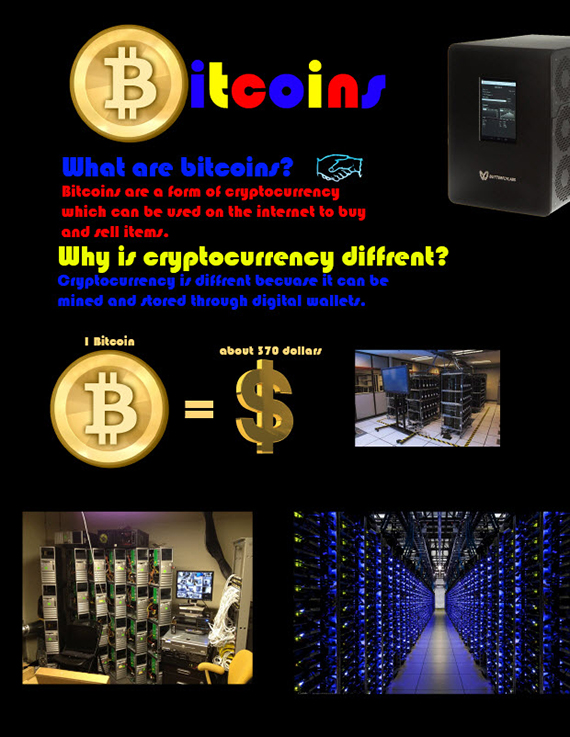 Bitcoins
What are bitcoins?
Bitcoins are a form of cryptocurrency
which can be used on the internet to buy
and sell items.
Why is cryptocurrency diffrent?
Cryptocurrency is diffrent becuase it can be
mined and stored through digital wallets.
1 Bitcoin
about 370 dollars
=
$